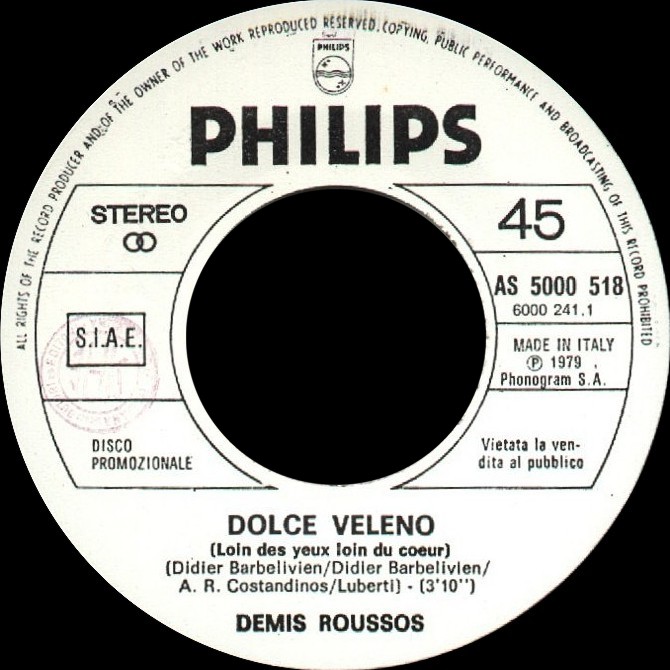 ALL RIGHTS OF THE RECORD PRODUCER AND OF THE OWNER OF THE WORK REPRODUCED RESERVED. COPYING, PUBLIC PERFORMANCE AND BROADCASTING OF THIS RECORD PROHIBITED
PHILIPS
PHILIPS
STEREO
45
AS 5000 518
6000 241.1
S.I.A.E.
MADE IN ITALY
Ⓟ 1979
Phonogram S.A.
DISCO
PROMOZIONALE
Vietata la ven-
dita al pubblico
DOLCE VELENO
(Loin des yeux loin du coeur)
(Didier Barbelivien/Didier Barbelivien/
A. R. Costandinos/Luberti) - (3'10'')
DEMIS ROUSSOS